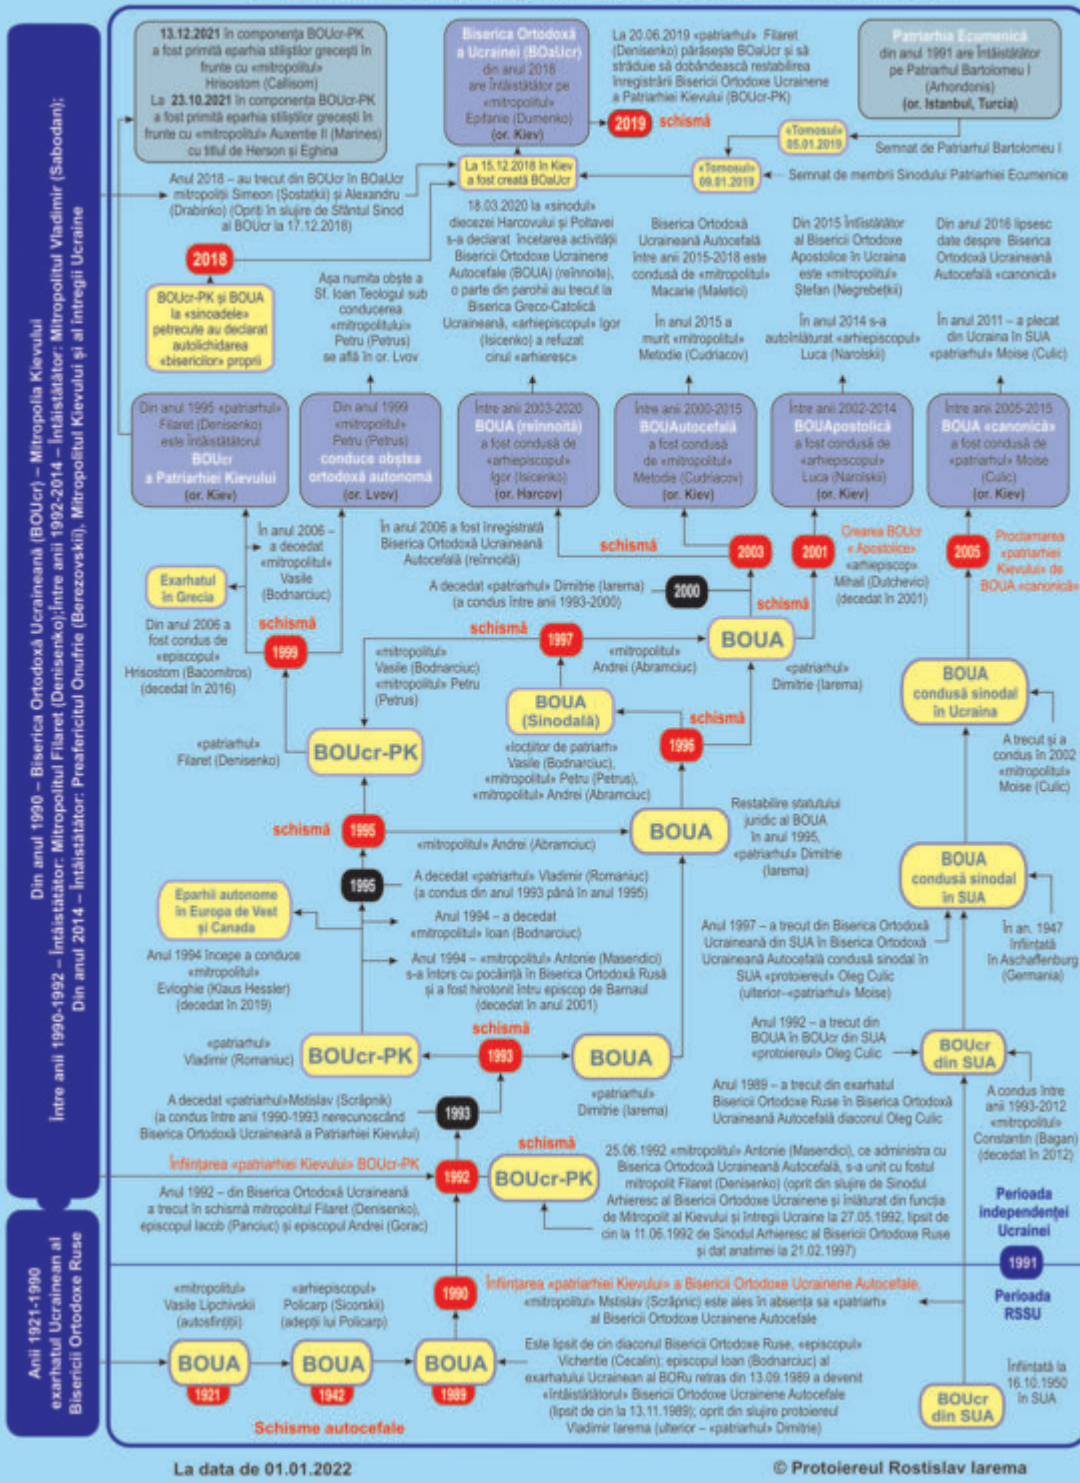 Din anul 1990 – Biserica Ortodoxă Ucraineană (BOUcr) – Mitropolia Kievului
Între anii 1990-1992 – Întâistătător: Mitropolitul Filaret (Denisenko);Între anii 1992-2014 – Întâistătător: Mitropolitul Vladimir (Sabodan);
Din anul 2014 – Întâistătător: Preafericitul Onufrie (Berezovskii), Mitropolitul Kievului și al întregii Ucraine
Anii 1921-1990
exarhatul Ucrainean al
Bisericii Ortodoxe Ruse
13.12.2021 în componența BOUcr-PK
a fost primită eparhia stiliștilor grecești în
frunte cu «mitropolitul»
Hrisostom (Callisom)
La 23.10.2021 în componența BOUcr-PK
a fost primită eparhia stiliștilor grecești în
frunte cu «mitropolitul» Auxentie II (Marines)
cu titlul de Herson și Eghina
Biserica Ortodoxă
a Ucrainei (BOaUcr)
din anul 2018
are Întâistătător pe
«mitropolitul»
Epifanie (Dumenko)
(or. Kiev)
La 20.06.2019 «patriarhul» Filaret
(Denisenko) părăsește BOaUcr și să
străduie să dobândească restabilirea
înregistrării Bisericii Ortodoxe Ucrainene
a Patriarhiei Kievului (BOUcr-PK)
2019
schismă
Patriarhia Ecumenică
din anul 1991 are Întâistătător
pe Patriarhul Bartolomeu I
(Arhondonis)
(or. Istanbul, Turcia)
«Tomosul»
05.01.2019
Semnat de Patriarhul Bartolomeu I
La 15.12.2018 în Kiev
a fost creată BOaUcr
«Tomosul»
09.01.2019
Semnat de membrii Sinodului Patriarhiei Ecumenice
Anul 2018 – au trecut din BOUcr în BOaUcr
mitropoliții Simeon (Șostațkii) și Alexandru
(Drabinko) (Opriți în slujire de Sfântul Sinod
al BOUcr la 17.12.2018)
2018
BOUcr-PK și BOUA
la «sinoadele»
petrecute au declarat
autolichidarea
«bisericilor» proprii
Așa numita obște a
Sf. Ioan Teologul sub
conducerea
«mitropolitului»
Petru (Petrus)
se află în or. Lvov
18.03.2020 la «sinodul»
diecezei Harcovului și Poltavei
s-a declarat încetarea activității
Bisericii Ortodoxe Ucrainene
Autocefale (BOUA) (reînnoite),
o parte din parohii au trecut la
Biserica Greco-Catolică
Ucraineană, «arhiepiscopul» Igor
(Isicenko) a refuzat
cinul «arhieresc»
Biserica Ortodoxă
Ucraineană Autocefală
între anii 2015-2018 este
condusă de «mitropolitul»
Macarie (Maletici)
În anul 2015 a
murit «mitropolitul»
Metodie (Cudriacov)
Din 2015 Întîistătător
al Bisericii Ortodoxe
Apostolice în Ucraina
este «mitropolitul»
Ștefan (Negrebețkii)
În anul 2014 s-a
autoînlăturat «arhiepiscopul»
Luca (Narolskii)
Din anul 2016 lipsesc
date despre Biserica
Ortodoxă Ucraineană
Autocefală «canonică»
În anul 2011 – a plecat
din Ucraina în SUA
«patriarhul» Moise (Culic)
Din anul 1995 «patriarhul»
Filaret (Denisenko)
este Întâistătătorul
BOUcr
a Patriarhiei Kievului
(or. Kiev)
Din anul 1999
«mitropolitul»
Petru (Petrus)
conduce obștea
ortodoxă autonomă
(or. Lvov)
Între anii 2003-2020
BOUA (reînnoită)
a fost condusă de
«arhiepiscopul»
Igor (Isicenko)
(or. Harcov)
Între anii 2000-2015
BOUAutocefală
a fost condusă
de «mitropolitul»
Metodie (Cudriacov)
(or. Kiev)
Între anii 2002-2014
BOUApostolică
a fost condusă de
«arhiepiscopul»
Luca (Narolskii)
(or. Kiev)
Între anii 2005-2015
BOUA «canonică»
a fost condusă de
«patriarhul» Moise
(Culic)
(or. Kiev)
În anul 2006 –
a decedat
«mitropolitul»
Vasile
(Bodnarciuc)
În anul 2006 a fost înregistrată
Biserica Ortodoxă Ucraineană
Autocefală (reînnoită)
schismă
2003
2001
Crearea BOUcr
«Apostolice»
«arhiepiscop»
Mihail (Dutchevici)
(decedat în 2001)
2005
Proclamarea
«patriarhiei
Kievului» de
BOUA «canonică»
Exarhatul
în Grecia
Din anul 2006 a
fost condus de
«episcopul»
Hrisostom (Bacomitros)
(decedat în 2016)
schismă
1999
A decedat «patriarhul» Dimitrie (Iarema)
(a condus între anii 1993-2000)
2000
schismă
schismă
1997
«mitropolitul»
Andrei (Abramciuc)
BOUA
«patriarhul»
Dimitrie (Iarema)
«mitropolitul»
Vasile (Bodnarciuc)
«mitropolitul» Petru
(Petrus)
BOUA
(Sinodală)
schismă
1996
«locțiitor de patriarh»
Vasile (Bodnarciuc),
«mitropolitul» Petru (Petrus),
«mitropolitul» Andrei (Abramciuc)
BOUA
condusă sinodal
în Ucraina
A trecut și a
condus în 2002
«mitropolitul»
Moise (Culic)
«patriarhul»
Filaret (Denisenko)
BOUcr-PK
schismă
1995
«mitropolitul» Andrei (Abramciuc)
BOUA
Restabilire statutului
juridic al BOUA
în anul 1995,
«patriarhul» Dimitrie
(Iarema)
1995
A decedat «patriarhul» Vladimir (Romaniuc)
(a condus din anul 1993 până în anul 1995)
BOUA
condusă sinodal
în SUA
În an. 1947
înființată
în Aschaffenburg
(Germania)
Eparhii autonome
în Europa de Vest
și Canada
Anul 1994 – a decedat
«mitropolitul» Ioan (Bodnarciuc)
Anul 1994 începe a conduce
«mitropolitul»
Evloghie (Klaus Hessler)
(decedat în 2019)
Anul 1994 – «mitropolitul» Antonie (Masendici)
s-a întors cu pocăință în Biserica Ortodoxă Rusă
și a fost hirotonit întru episcop de Barnaul
(decedat în anul 2001)
Anul 1997 – a trecut din Biserica Ortodoxă
Ucraineană din SUA în Biserica Ortodoxă
Ucraineană Autocefală condusă sinodal în
SUA «protoiereul» Oleg Culic
(ulterior–«patriarhul» Moise)
schismă
«patriarhul»
Vladimir (Romaniuc)
BOUcr-PK
1993
BOUA
«patriarhul»
Dimitrie (Iarema)
Anul 1992 – a trecut din
BOUA în BOUcr din SUA
«protoiereul» Oleg Culic
BOUcr
din SUA
Anul 1989 – a trecut din exarhatul
Bisericii Ortodoxe Ruse în Biserica Ortodoxă
Ucraineană Autocefală diaconul Oleg Culic
A condus între
anii 1993-2012
«mitropolitul»
Constantin (Bagan)
(decedat în 2012)
A decedat «patriarhul»Mstislav (Scrăpnik)
(a condus între anii 1990-1993 nerecunoscând
Biserica Ortodoxă Ucraineană a Patriarhiei Kievului)
1993
Înființarea «patriarhiei Kievului» BOUcr-PK
1992
schismă
BOUcr-PK
Anul 1992 – din Biserica Ortodoxă Ucraineană
a trecut în schismă mitropolitul Filaret (Denisenko),
episcopul Iacob (Panciuc) și episcopul Andrei (Gorac)
25.06.1992 «mitropolitul» Antonie (Masendici), ce administra cu
Biserica Ortodoxă Ucraineană Autocefală, s-a unit cu fostul
mitropolit Filaret (Denisenko) (oprit din slujire de Sinodul
Arhieresc al Bisericii Ortodoxe Ucrainene și înlăturat din funcția
de Mitropolit al Kievului și întregii Ucraine la 27.05.1992, lipsit de
cin la 11.06.1992 de Sinodul Arhieresc al Bisericii Ortodoxe Ruse
și dat anatimei la 21.02.1997)
Perioada
independenței
Ucrainei
1991
Perioada
RSSU
1990
Înființarea «patriarhiei Kievului» a Bisericii Ortodoxe Ucrainene Autocefale,
«mitropolitul» Mstislav (Scrăpnic) este ales în absența sa «patriarh»
al Bisericii Ortodoxe Ucrainene Autocefale
«mitropolitul»
Vasile Lipchivskii
(autosfințiții)
«arhiepiscopul»
Policarp (Sicorskii)
(adepții lui Policarp)
BOUA
1921
BOUA
1942
BOUA
1989
Este lipsit de cin diaconul Bisericii Ortodoxe Ruse, «episcopul»
Vichentie (Cecalin); episcopul Ioan (Bodnarciuc) al
exarhatului Ucrainean al BORu retras din 13.09.1989 a devenit
«întâistătătorul» Bisericii Ortodoxe Ucrainene Autocefale
(lipsit de cin la 13.11.1989); oprit din slujire protoiereul
Vladimir Iarema (ulterior – «patriarhul» Dimitrie)
BOUcr
din SUA
Înființată la
16.10.1950
în SUA
Schisme autocefale
La data de 01.01.2022
© Protoiereul Rostislav Iarema